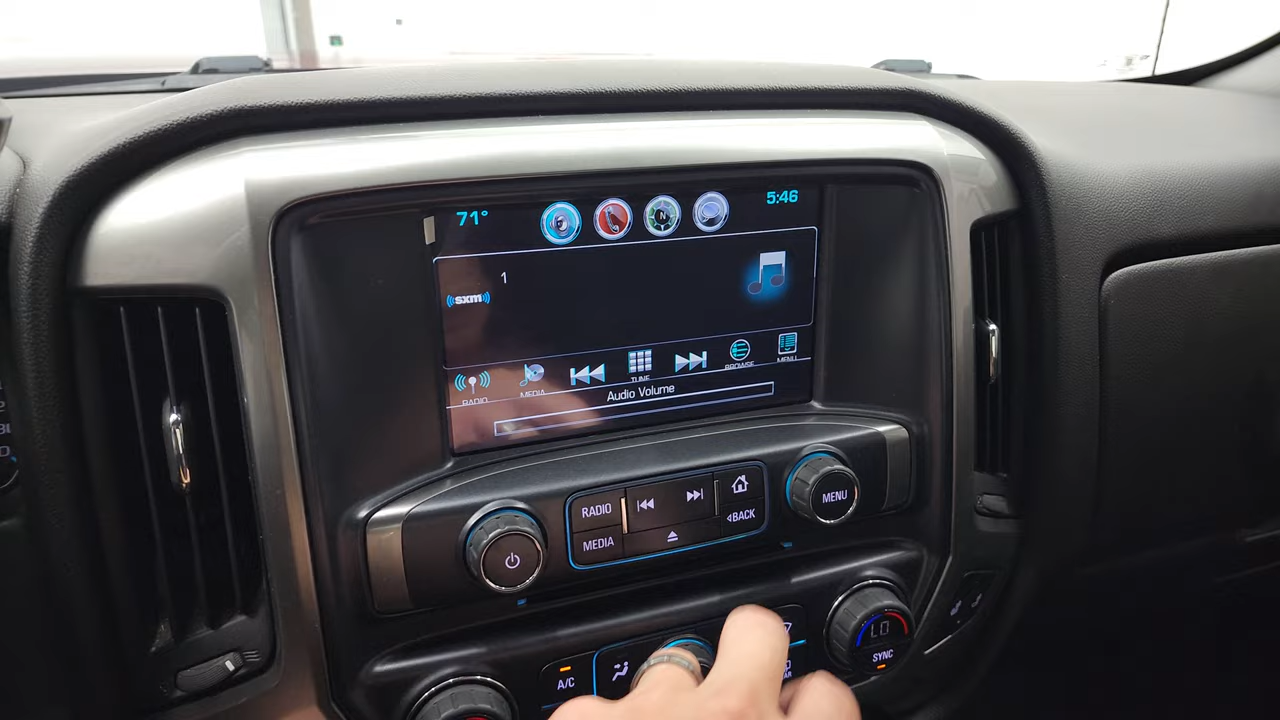 71°
N
5:46
1
((sxm))
RADIO
MEDIA
TUNE
BROWSE
MENU
Audio Volume
RADIO
MEDIA
BACK
MENU
A/C
LO
SYNC